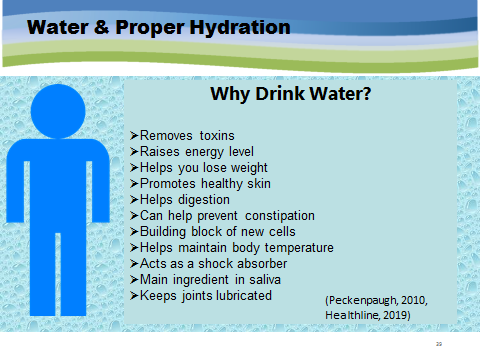 Water & Proper Hydration
Why Drink Water?
➢Removes toxins
➢Raises energy level
➢Helps you lose weight
➢Promotes healthy skin
➢Helps digestion
➢Can help prevent constipation
➢Building block of new cells
➢Helps maintain body temperature
➢Acts as a shock absorber
➢Main ingredient in saliva
➢Keeps joints lubricated
(Peckenpaugh, 2010,
Healthline, 2019)